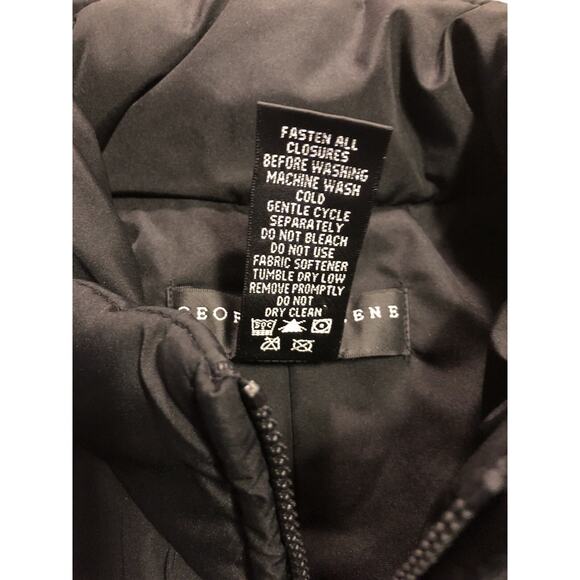 FASTEN ALL
CLOSURES
BEFORE WASHING
MACHINE WASH
COLD
GENTLE CYCLE
SEPARATELY
DO NOT BLEACH
DO NOT USE
FABRIC SOFTENER
TUMBLE DRY LOW
REMOVE PROMPTLY
DO NOT
DRY CLEAN